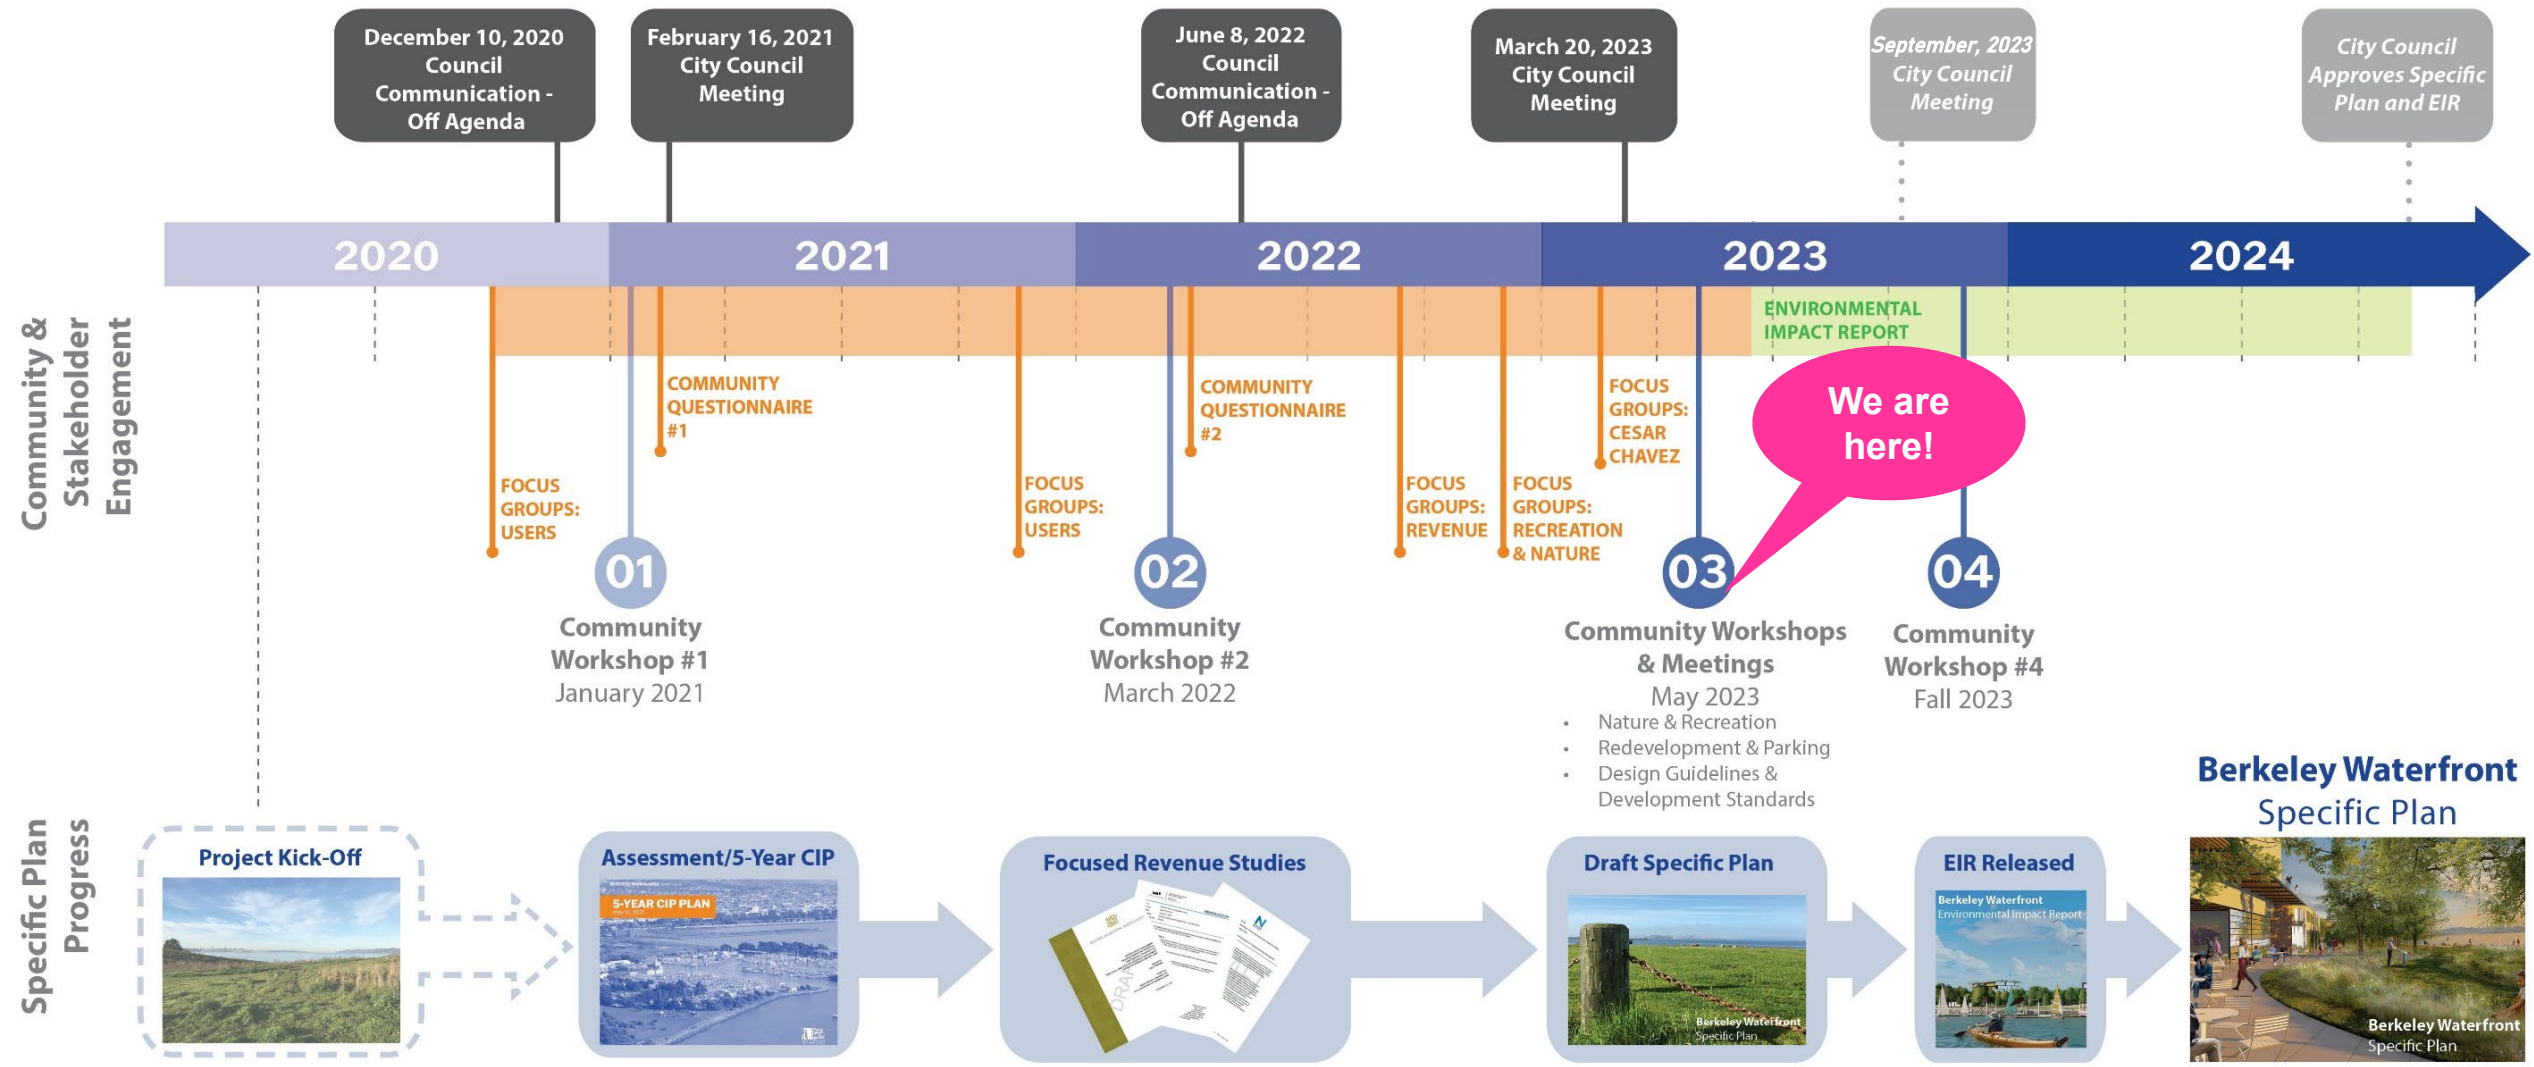 December 10, 2020
Council
Communication -
Off Agenda
February 16, 2021
City Council
Meeting
June 8, 2022
Council
Communication -
Off Agenda
March 20, 2023
City Council
Meeting
September, 2023
City Council
Meeting
City Council
Approves Specific
Plan and EIR
2020
2021
2022
2023
2024
Community &
Stakeholder
Engagement
ENVIRONMENTAL
IMPACT REPORT
FOCUS
GROUPS:
USERS
COMMUNITY
QUESTIONNAIRE
#1
FOCUS
GROUPS:
USERS
COMMUNITY
QUESTIONNAIRE
#2
FOCUS
GROUPS:
REVENUE
FOCUS
GROUPS:
RECREATION
& NATURE
FOCUS
GROUPS:
CESAR
CHAVEZ
We are
here!
01
Community
Workshop #1
January 2021
02
Community
Workshop #2
March 2022
03
Community Workshops
& Meetings
May 2023
• Nature & Recreation
• Redevelopment & Parking
• Design Guidelines &
Development Standards
04
Community
Workshop #4
Fall 2023
Specific Plan
Progress
Project Kick-Off
Assessment/5-Year CIP
5-YEAR CIP PLAN
Focused Revenue Studies
DRAFT
Draft Specific Plan
Berkeley Waterfront
Specific Plan
EIR Released
Berkeley Waterfront
Environmental Impact Report
Berkeley Waterfront
Specific Plan
Berkeley Waterfront
Specific Plan